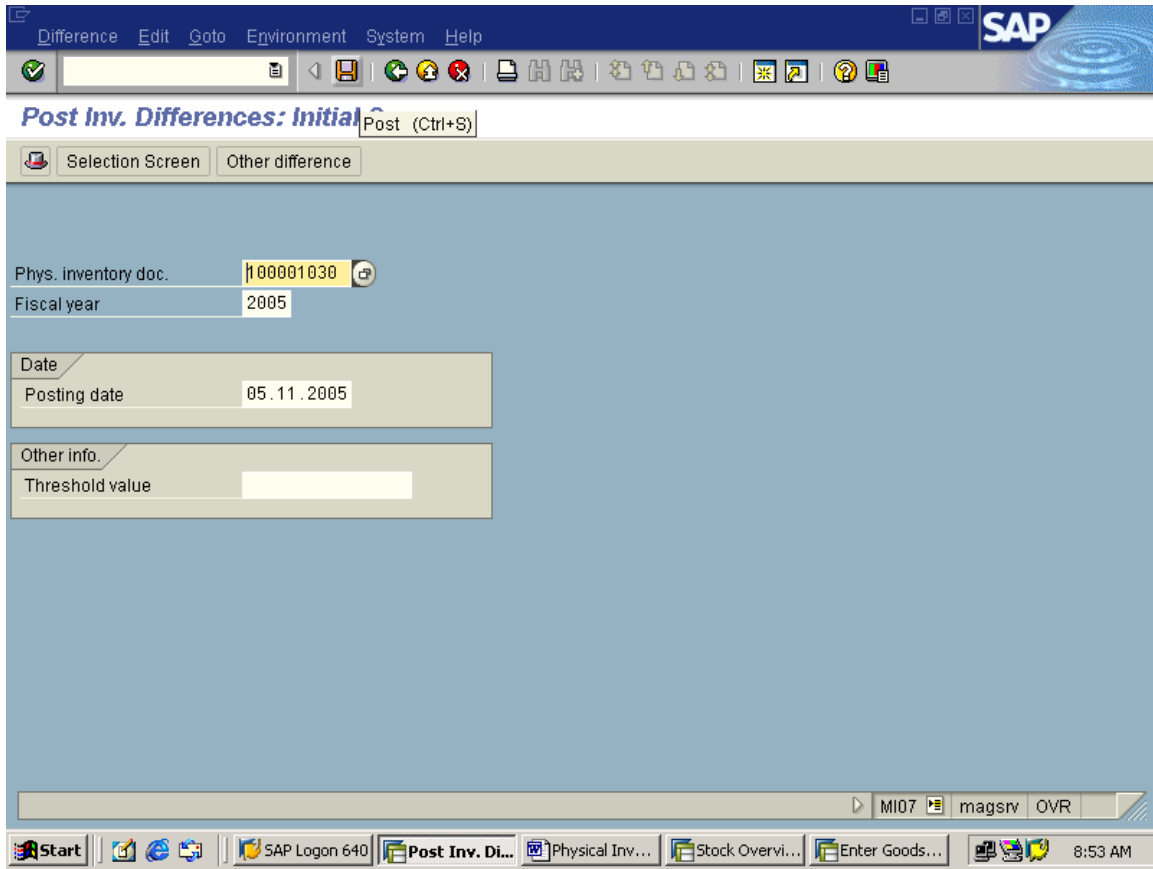 Difference Edit Goto Environment System Help
SAP
Post Inv. Differences: Initial
Post (Ctrl+S)
Selection Screen Other difference
Phys. inventory doc. 100001030
Fiscal year 2005
Date
Posting date 05.11.2005
Other info.
Threshold value
MI07 magsrv OVR
Start SAP Logon 640 Post Inv. Di... Physical Inv... Stock Overvi... Enter Goods... 8:53 AM